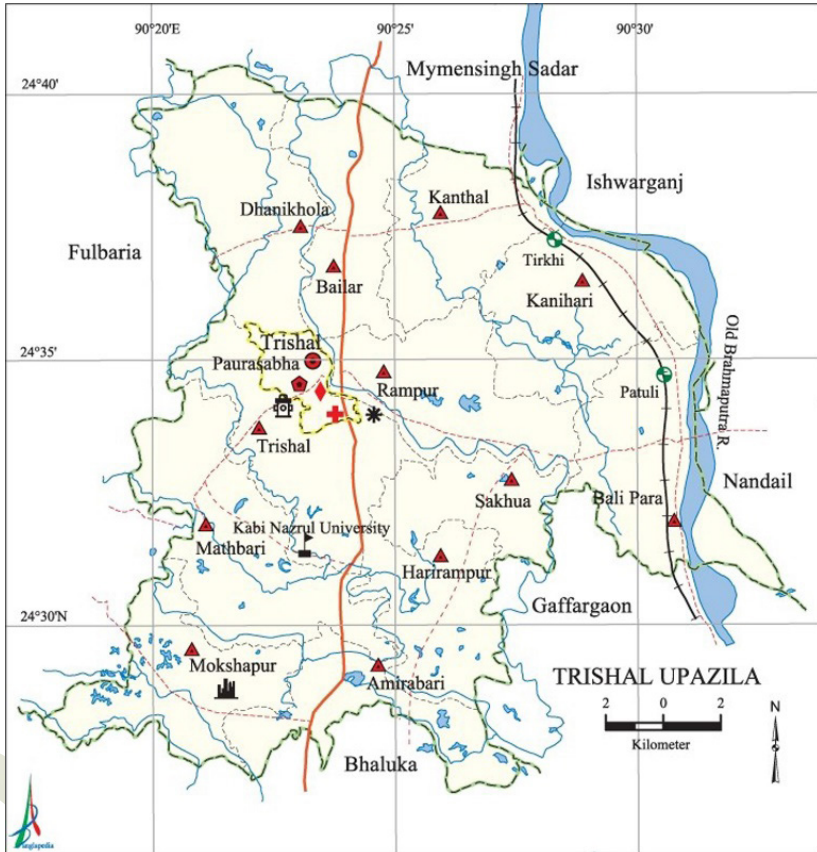 90°20'E
90°25'
90°30'
Mymensingh Sadar
24°40'
Ishwarganj
Kanthal
Dhanikhola
Fulbaria
Tirkhi
Bailar
Kanihari
Old Brahmaputra R.
24°35'
Trishal
Paurasabha
Rampur
Patuli
Trishal
Nandail
Sakhua
Bali Para
Kabi Nazrul University
Mathbari
Harirampur
Gaffargaon
24°30'N
Mokshapur
Amirabari
TRISHAL UPAZILA
2 0 2
Kilometer
N
Bhaluka
anglapedia